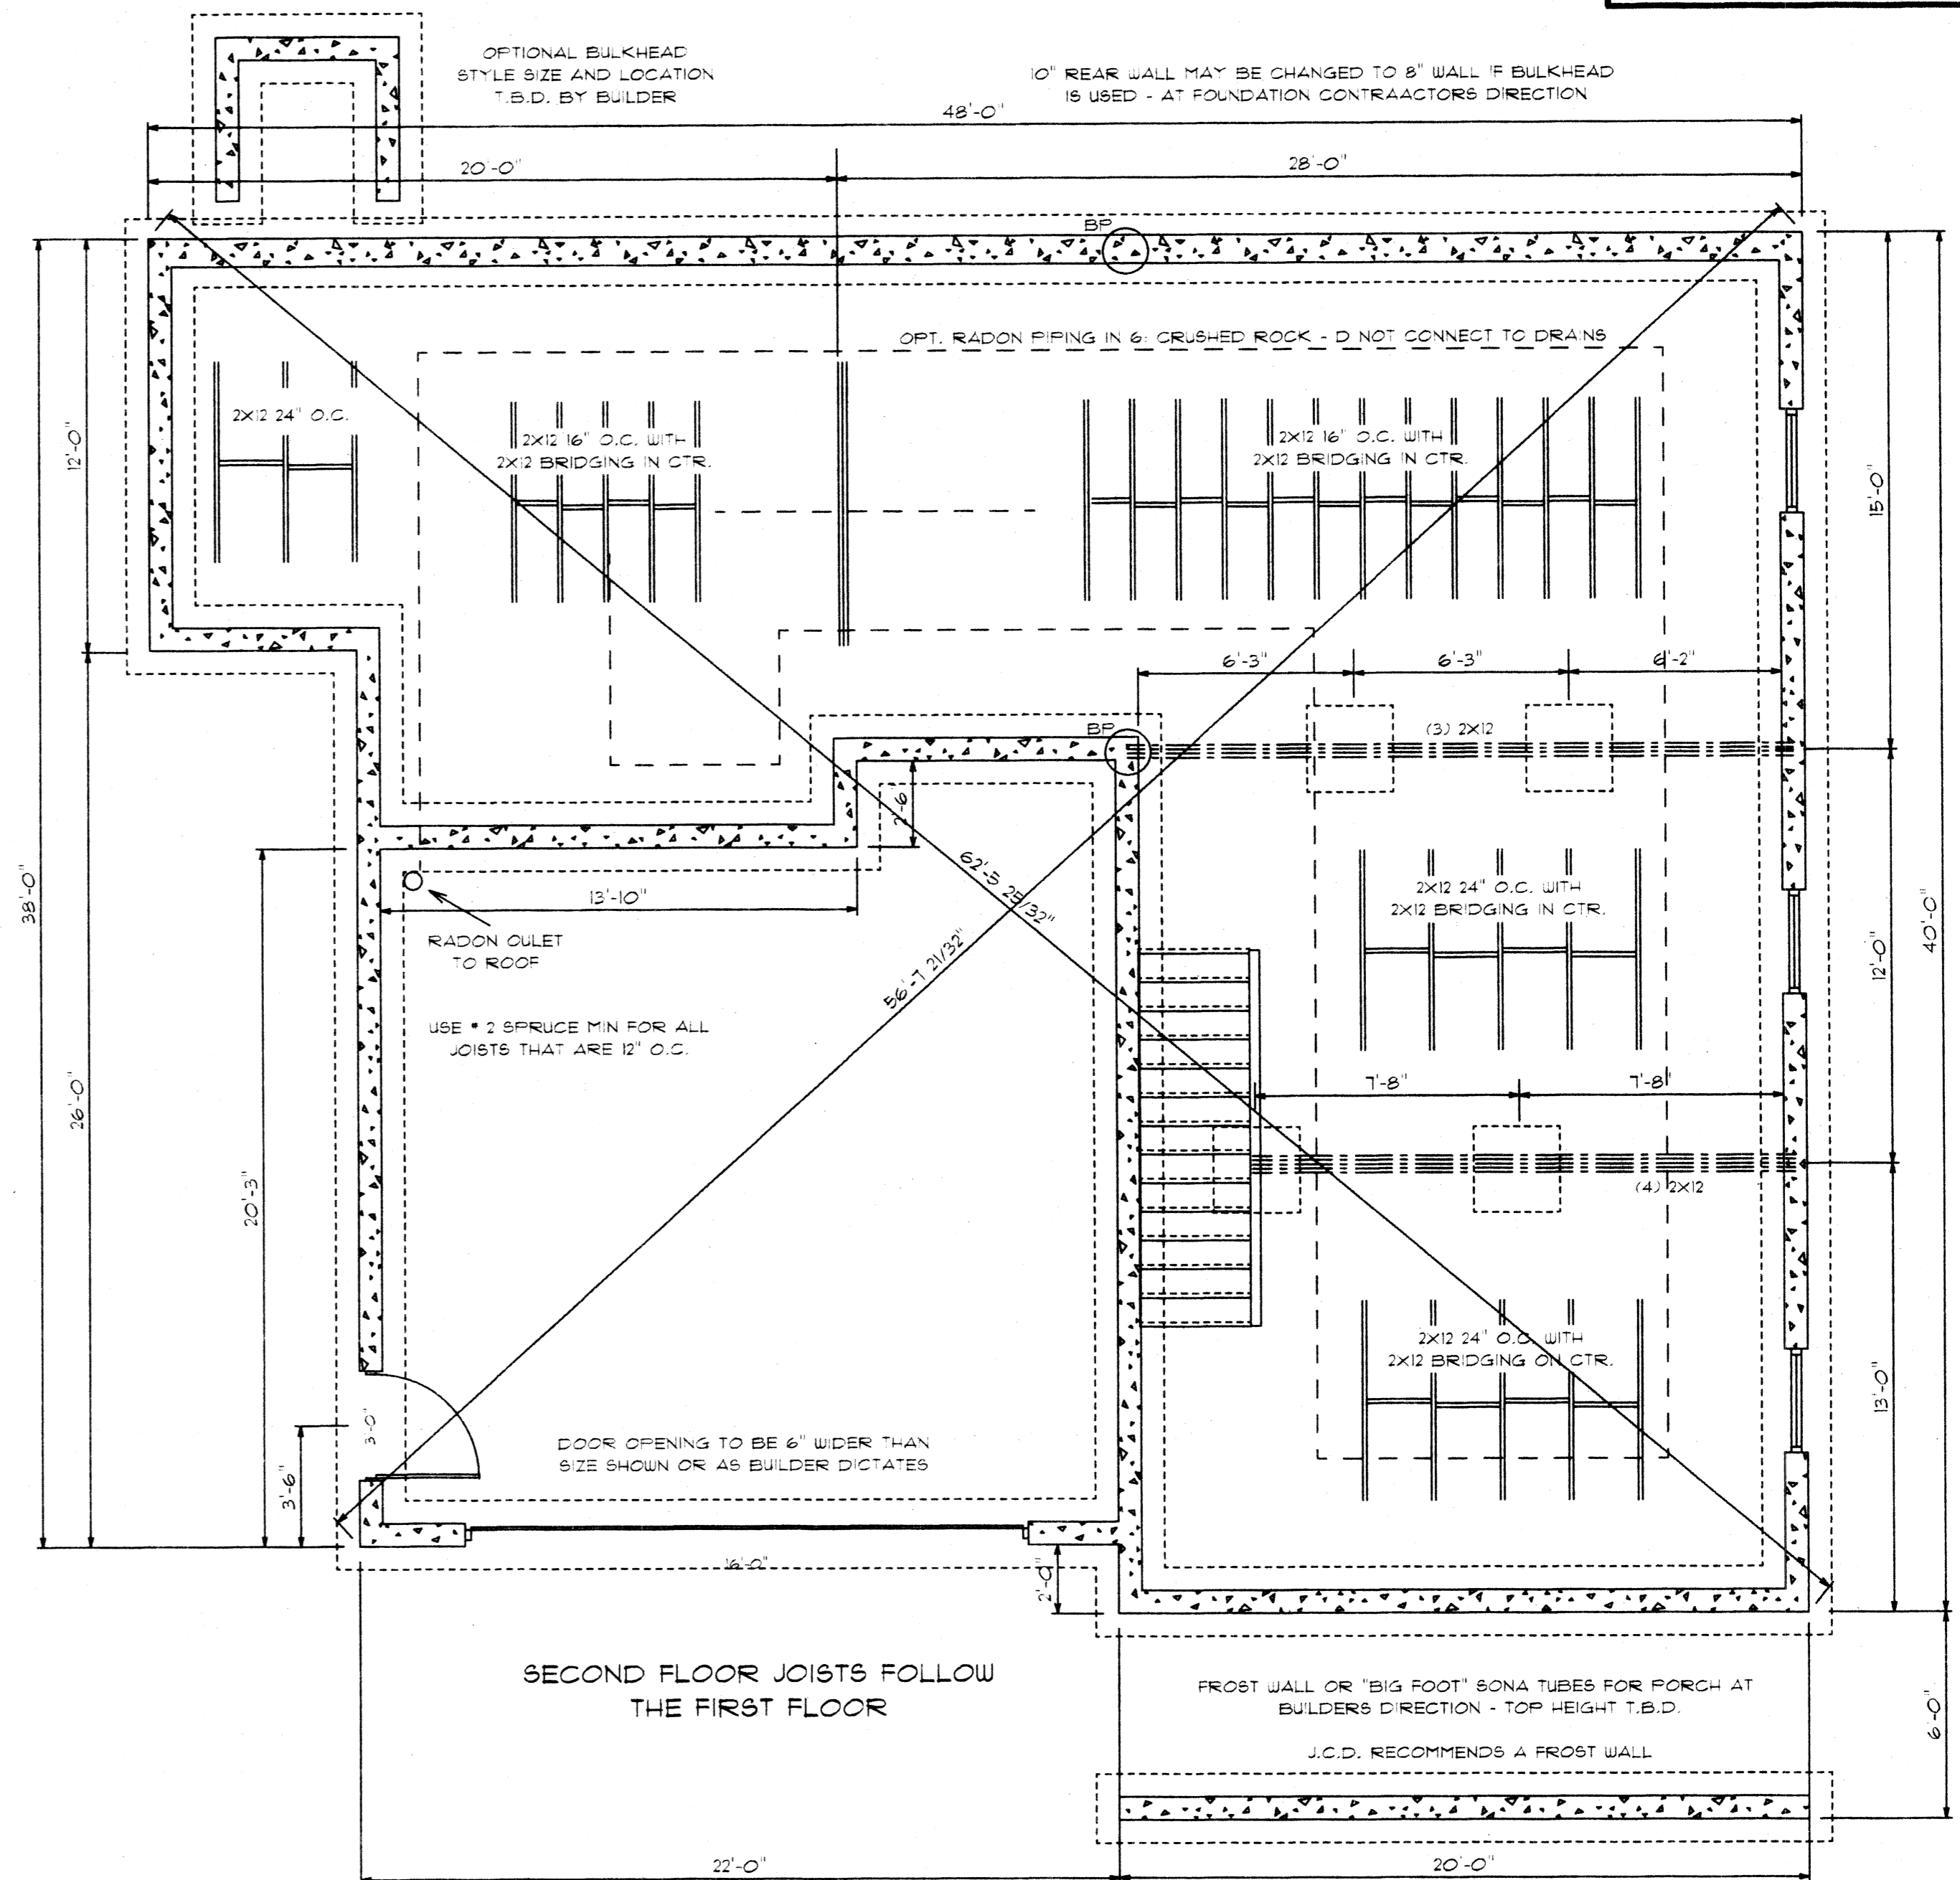 OPTIONAL BULKHEAD
STYLE SIZE AND LOCATION
T.B.D. BY BUILDER
10" REAR WALL MAY BE CHANGED TO 8" WALL IF BULKHEAD
IS USED - AT FOUNDATION CONTRAACTORS DIRECTION
48'-0"
20'-0"
28'-0"
BP
OPT. RADON PIPING IN 6: CRUSHED ROCK - D NOT CONNECT TO DRAINS
2X12 24" O.C.
2X12 16" O.C. WITH
2X12 BRIDGING IN CTR.
2X12 16" O.C. WITH
2X12 BRIDGING IN CTR.
12'-0"
15'-0"
6'-3"
6'-3"
6'-2"
BP
(3) 2X12
2'-6"
13'-10"
62'-5 25/32"
56'-7 21/32"
RADON OULET
TO ROOF
2X12 24" O.C. WITH
2X12 BRIDGING IN CTR.
38'-0"
12'-0"
40'-0"
USE # 2 SPRUCE MIN FOR ALL
JOISTS THAT ARE 12" O.C.
26'-0"
7'-8"
7'-8"
20'-3"
(4) 2X12
2X12 24" O.C. WITH
2X12 BRIDGING ON CTR.
13'-0"
3'-0"
3'-6"
DOOR OPENING TO BE 6" WIDER THAN
SIZE SHOWN OR AS BUILDER DICTATES
16'-0"
2'-0"
SECOND FLOOR JOISTS FOLLOW
THE FIRST FLOOR
FROST WALL OR "BIG FOOT" SONA TUBES FOR PORCH AT
BUILDERS DIRECTION - TOP HEIGHT T.B.D.
J.C.D. RECOMMENDS A FROST WALL
6'-0"
22'-0"
20'-0"